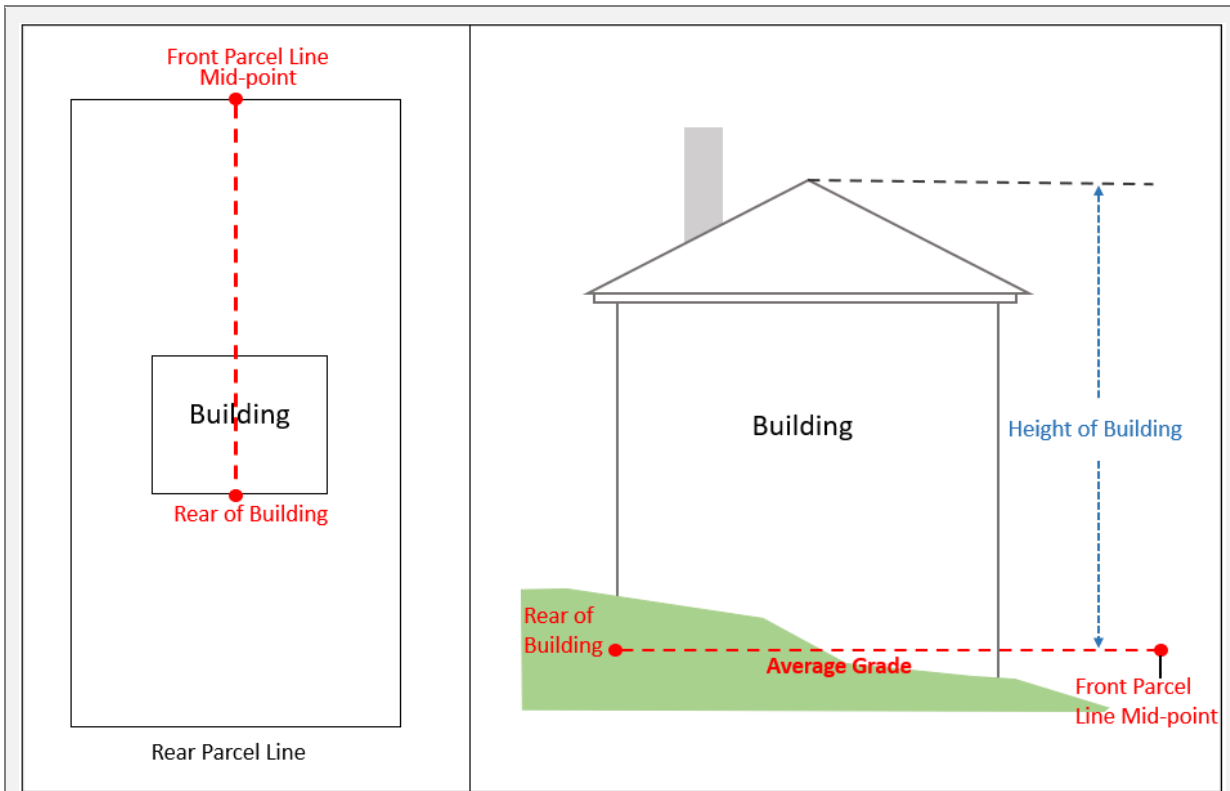 Front Parcel Line
Mid-point
Building
Rear of Building
Rear Parcel Line
Building
Height of Building
Rear of
Building
Average Grade
Front Parcel
Line Mid-point